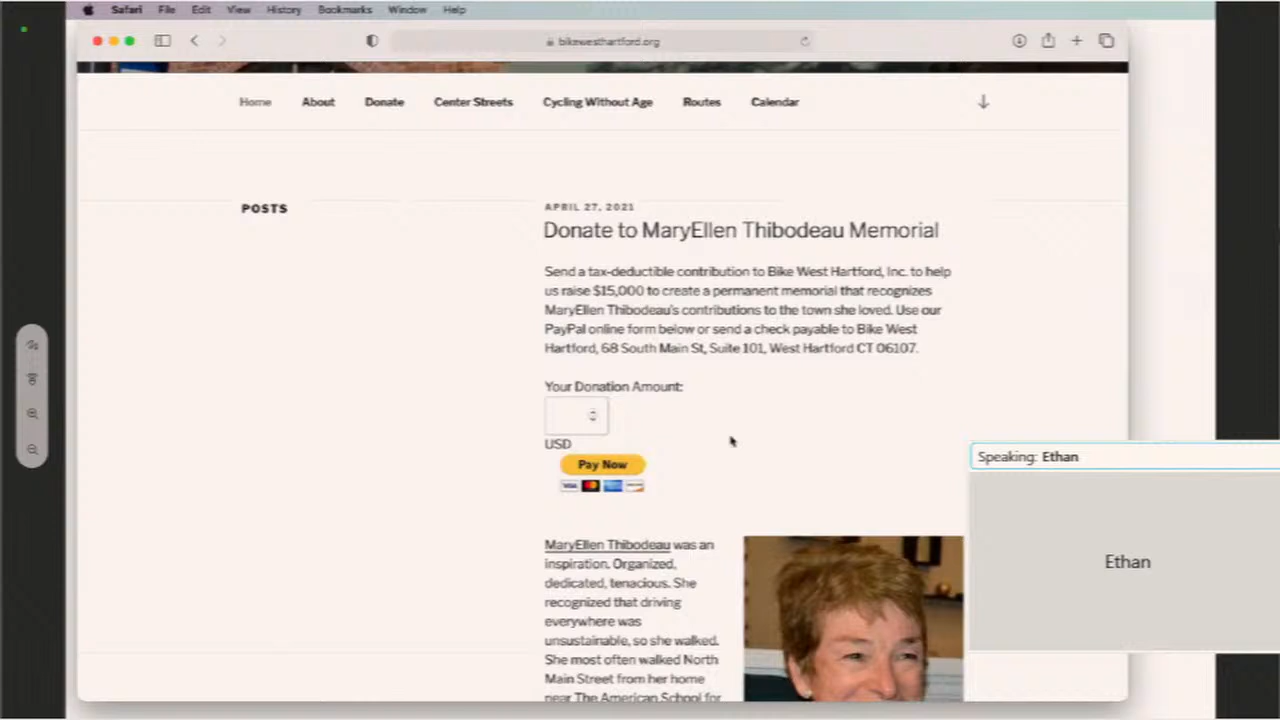 Safari File Edit View History Bookmarks Window Help
bikewesthartford.org
Home About Donate Center Streets Cycling Without Age Routes Calendar
POSTS
APRIL 27, 2021
Donate to MaryEllen Thibodeau Memorial
Send a tax-deductible contribution to Bike West Hartford, Inc. to help
us raise $15,000 to create a permanent memorial that recognizes
MaryEllen Thibodeau's contributions to the town she loved. Use our
PayPal online form below or send a check payable to Bike West
Hartford, 68 South Main St, Suite 101, West Hartford CT 06107.
Your Donation Amount:
USD
Pay Now
VISA
MaryEllen Thibodeau was an
inspiration. Organized,
dedicated, tenacious. She
recognized that driving
everywhere was
unsustainable, so she walked.
She most often walked North
Main Street from her home
near The American School for
Speaking: Ethan
Ethan